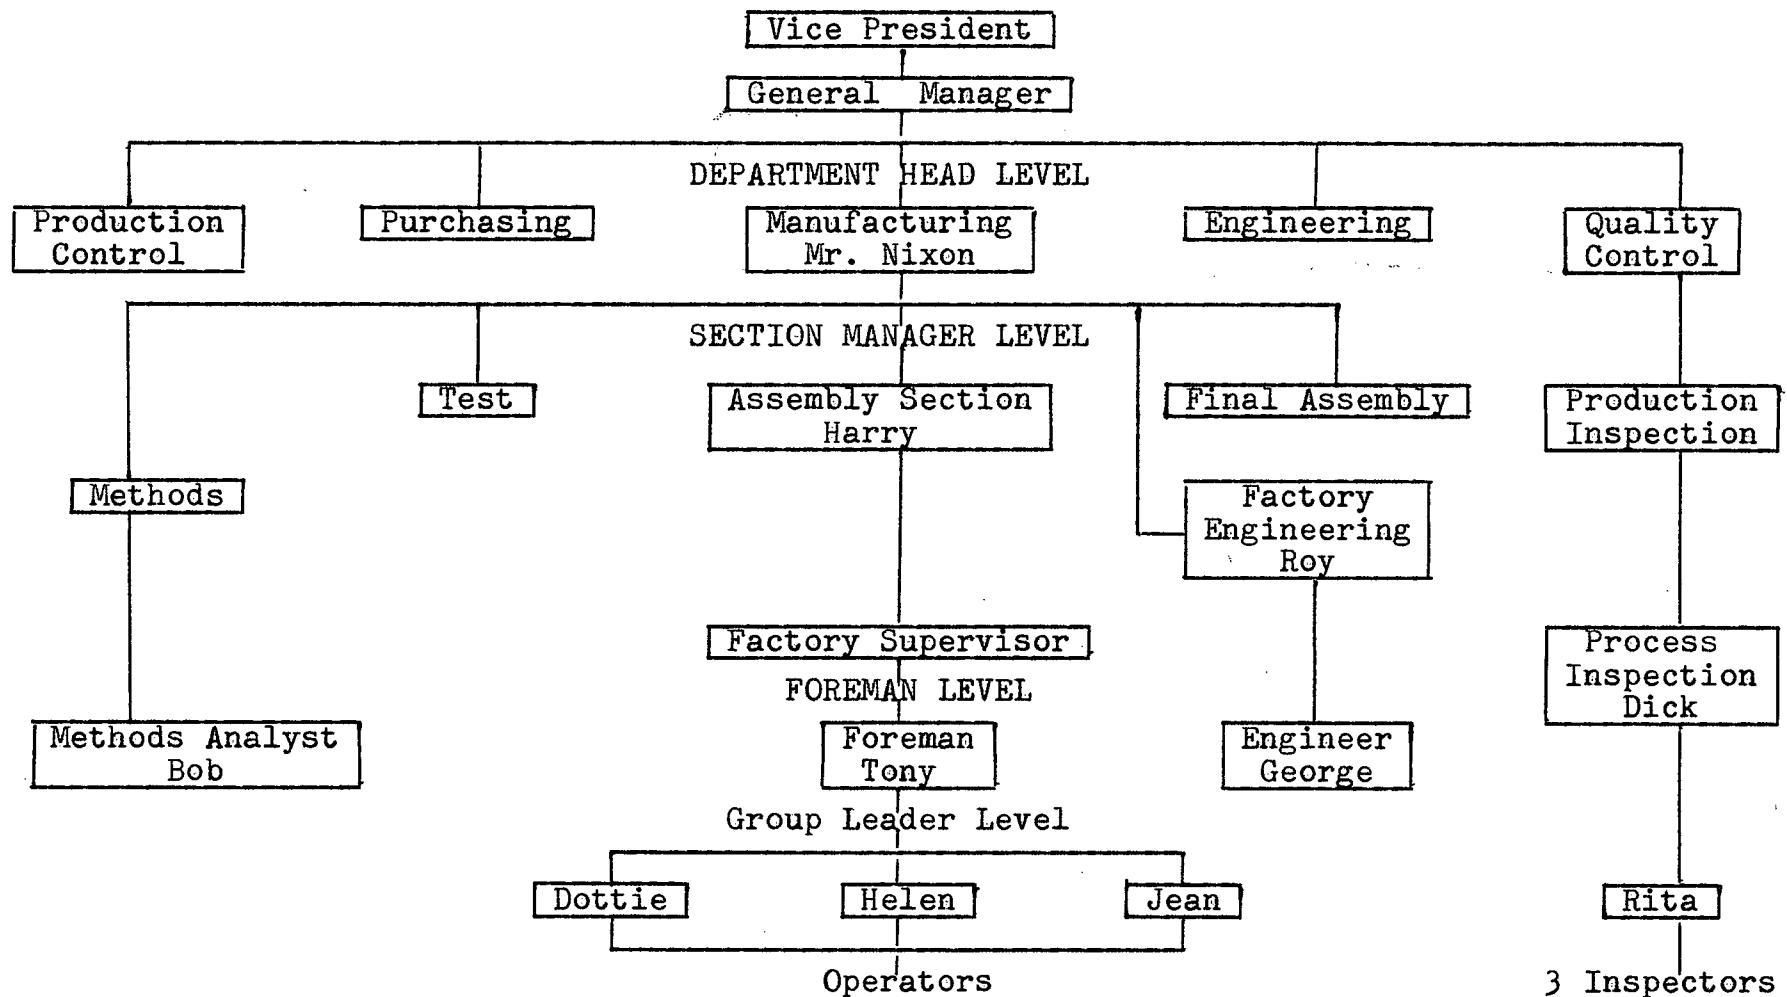 Vice President
General Manager
DEPARTMENT HEAD LEVEL
Production
Control
Purchasing
Manufacturing
Mr. Nixon
Engineering
Quality
Control
SECTION MANAGER LEVEL
Test
Assembly Section
Harry
Final Assembly
Production
Inspection
Methods
Factory
Engineering
Roy
Factory Supervisor
Process
Inspection
Dick
FOREMAN LEVEL
Methods Analyst
Bob
Foreman
Tony
Engineer
George
Group Leader Level
Dottie
Helen
Jean
Rita
Operators
3 Inspectors